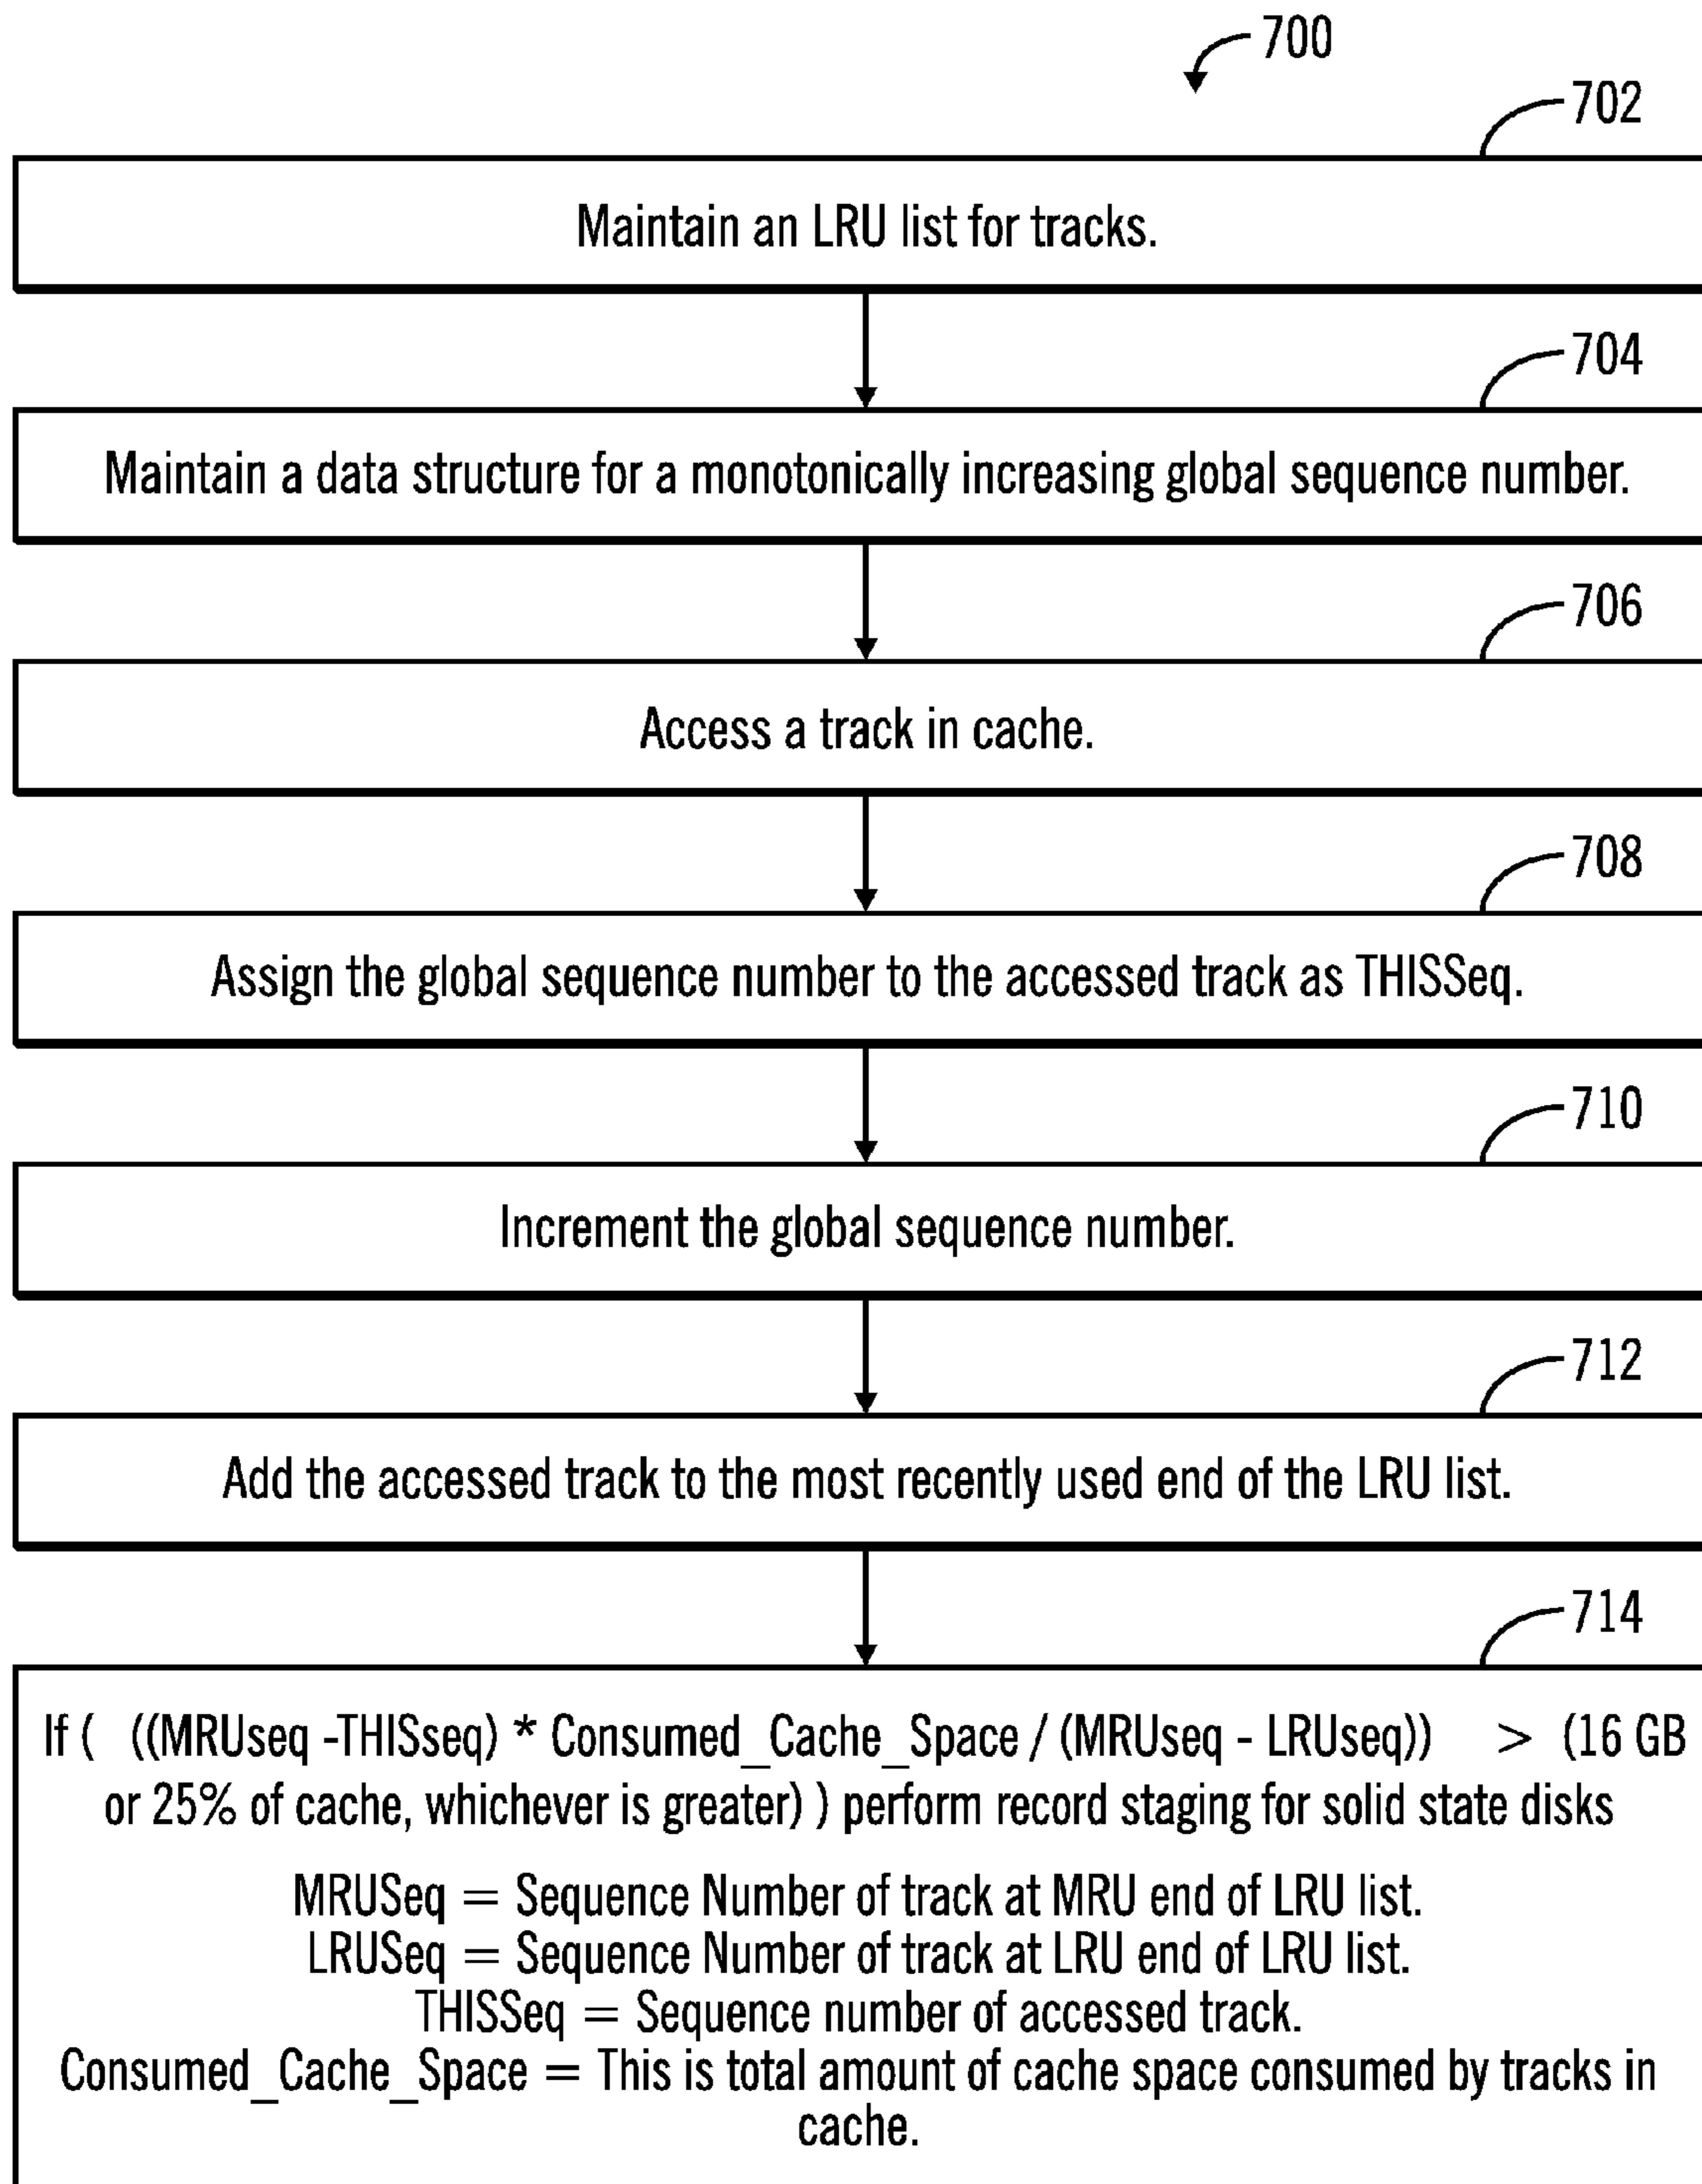 700
702
Maintain an LRU list for tracks.
704
Maintain a data structure for a monotonically increasing global sequence number.
706
Access a track in cache.
708
Assign the global sequence number to the accessed track as THISSeq.
710
Increment the global sequence number.
712
Add the accessed track to the most recently used end of the LRU list.
714
If ( ((MRUseq -THISseq) * Consumed_Cache_Space / (MRUseq - LRUseq)) > (16 GB
or 25% of cache, whichever is greater) ) perform record staging for solid state disks
MRUSeq = Sequence Number of track at MRU end of LRU list.
LRUSeq = Sequence Number of track at LRU end of LRU list.
THISSeq = Sequence number of accessed track.
Consumed_Cache_Space = This is total amount of cache space consumed by tracks in
cache.